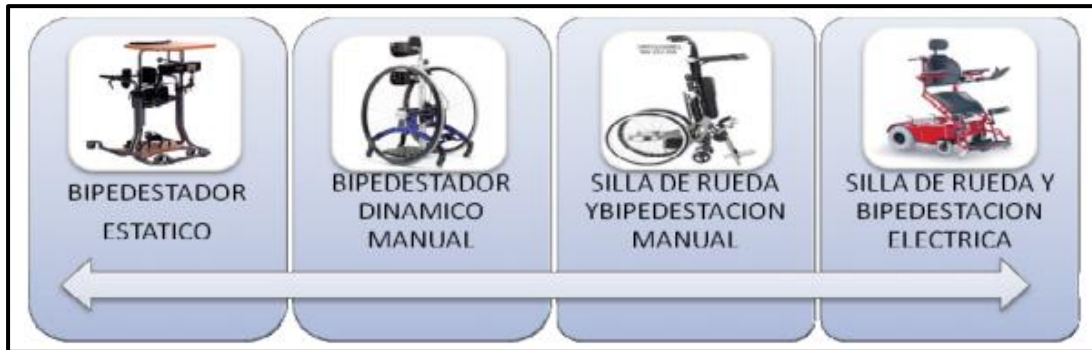 BIPEDESTADOR
ESTATICO
BIPEDESTADOR
DINAMICO
MANUAL
SILLA DE RUEDA
YBIPEDESTACION
MANUAL
SILLA DE RUEDA Y
BIPEDESTACION
ELECTRICA